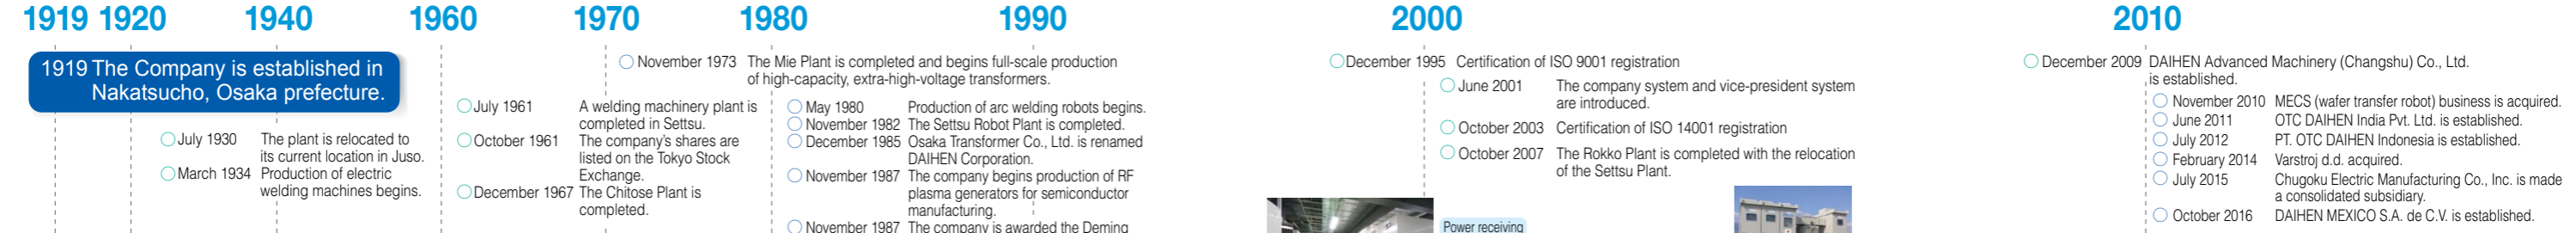 1919 1920 1940 1960 1970 1980 1990 2000 2010
1919 The Company is established in
Nakatsucho, Osaka prefecture.
July 1930 The plant is relocated to
its current location in Juso.
March 1934 Production of electric
welding machines begins.
July 1961 A welding machinery plant is
completed in Settsu.
October 1961 The company's shares are
listed on the Tokyo Stock
Exchange.
December 1967 The Chitose Plant is
completed.
November 1973 The Mie Plant is completed and begins full-scale production
of high-capacity, extra-high-voltage transformers.
May 1980 Production of arc welding robots begins.
November 1982 The Settsu Robot Plant is completed.
December 1985 Osaka Transformer Co., Ltd. is renamed
DAIHEN Corporation.
November 1987 The company begins production of RF
plasma generators for semiconductor
manufacturing.
November 1987 The company is awarded the Deming
December 1995 Certification of ISO 9001 registration
June 2001 The company system and vice-president system
are introduced.
October 2003 Certification of ISO 14001 registration
October 2007 The Rokko Plant is completed with the relocation
of the Settsu Plant.
Power receiving
December 2009 DAIHEN Advanced Machinery (Changshu) Co., Ltd.
is established.
November 2010 MECS (wafer transfer robot) business is acquired.
June 2011 OTC DAIHEN India Pvt. Ltd. is established.
July 2012 PT. OTC DAIHEN Indonesia is established.
February 2014 Varstroj d.d. acquired.
July 2015 Chugoku Electric Manufacturing Co., Inc. is made
a consolidated subsidiary.
October 2016 DAIHEN MEXICO S.A. de C.V. is established.